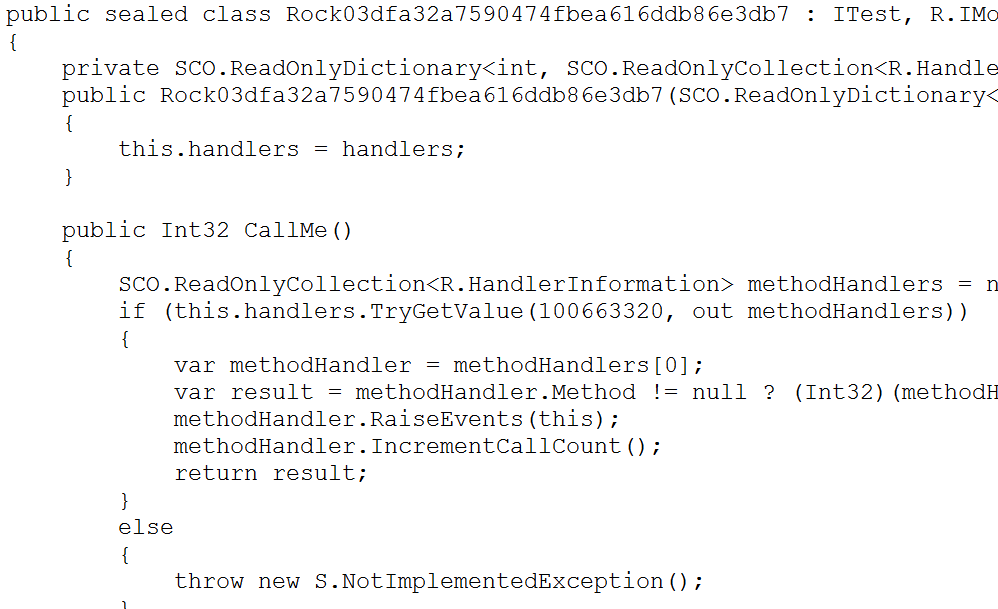 public sealed class Rock03dfa32a7590474fbea616ddb86e3db7 : ITest, R.IMo
{
    private SCO.ReadOnlyDictionary<int, SCO.ReadOnlyCollection<R.Handle
    public Rock03dfa32a7590474fbea616ddb86e3db7(SCO.ReadOnlyDictionary<
    {
        this.handlers = handlers;
    }

    public Int32 CallMe()
    {
        SCO.ReadOnlyCollection<R.HandlerInformation> methodHandlers = n
        if (this.handlers.TryGetValue(100663320, out methodHandlers))
        {
            var methodHandler = methodHandlers[0];
            var result = methodHandler.Method != null ? (Int32)(methodH
            methodHandler.RaiseEvents(this);
            methodHandler.IncrementCallCount();
            return result;
        }
        else
        {
            throw new S.NotImplementedException();
        }